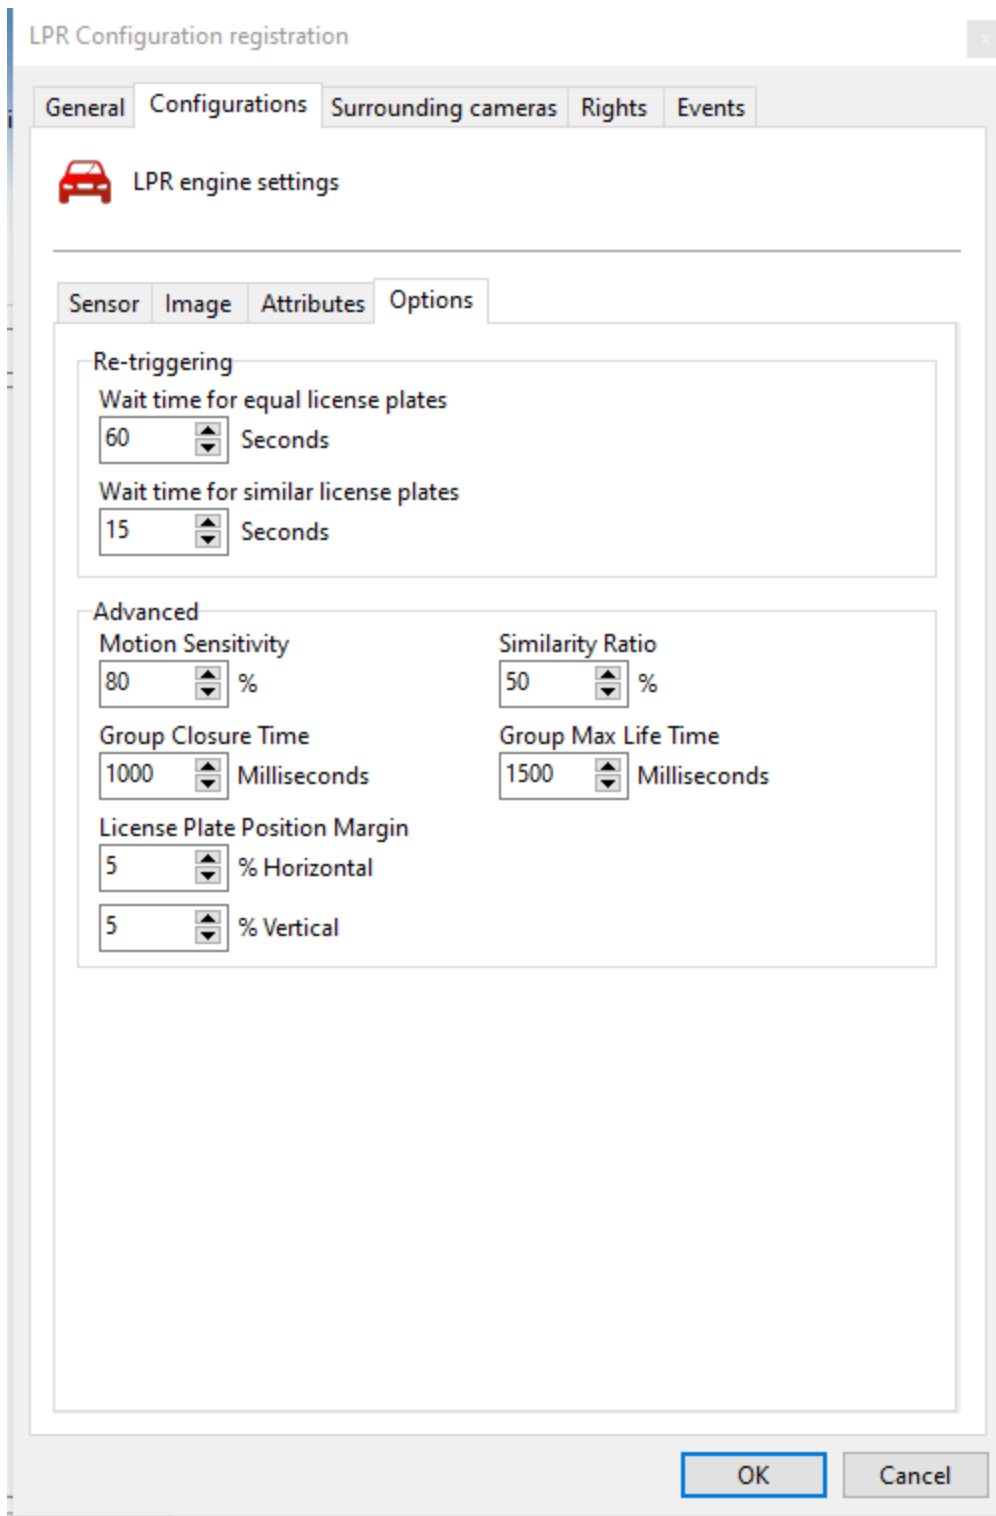 LPR Configuration registration
x
General Configurations Surrounding cameras Rights Events
LPR engine settings
Sensor Image Attributes Options
Re-triggering
Wait time for equal license plates
60 Seconds
Wait time for similar license plates
15 Seconds
Advanced
Motion Sensitivity Similarity Ratio
80 % 50 %
Group Closure Time Group Max Life Time
1000 Milliseconds 1500 Milliseconds
License Plate Position Margin
5 % Horizontal
5 % Vertical
OK Cancel